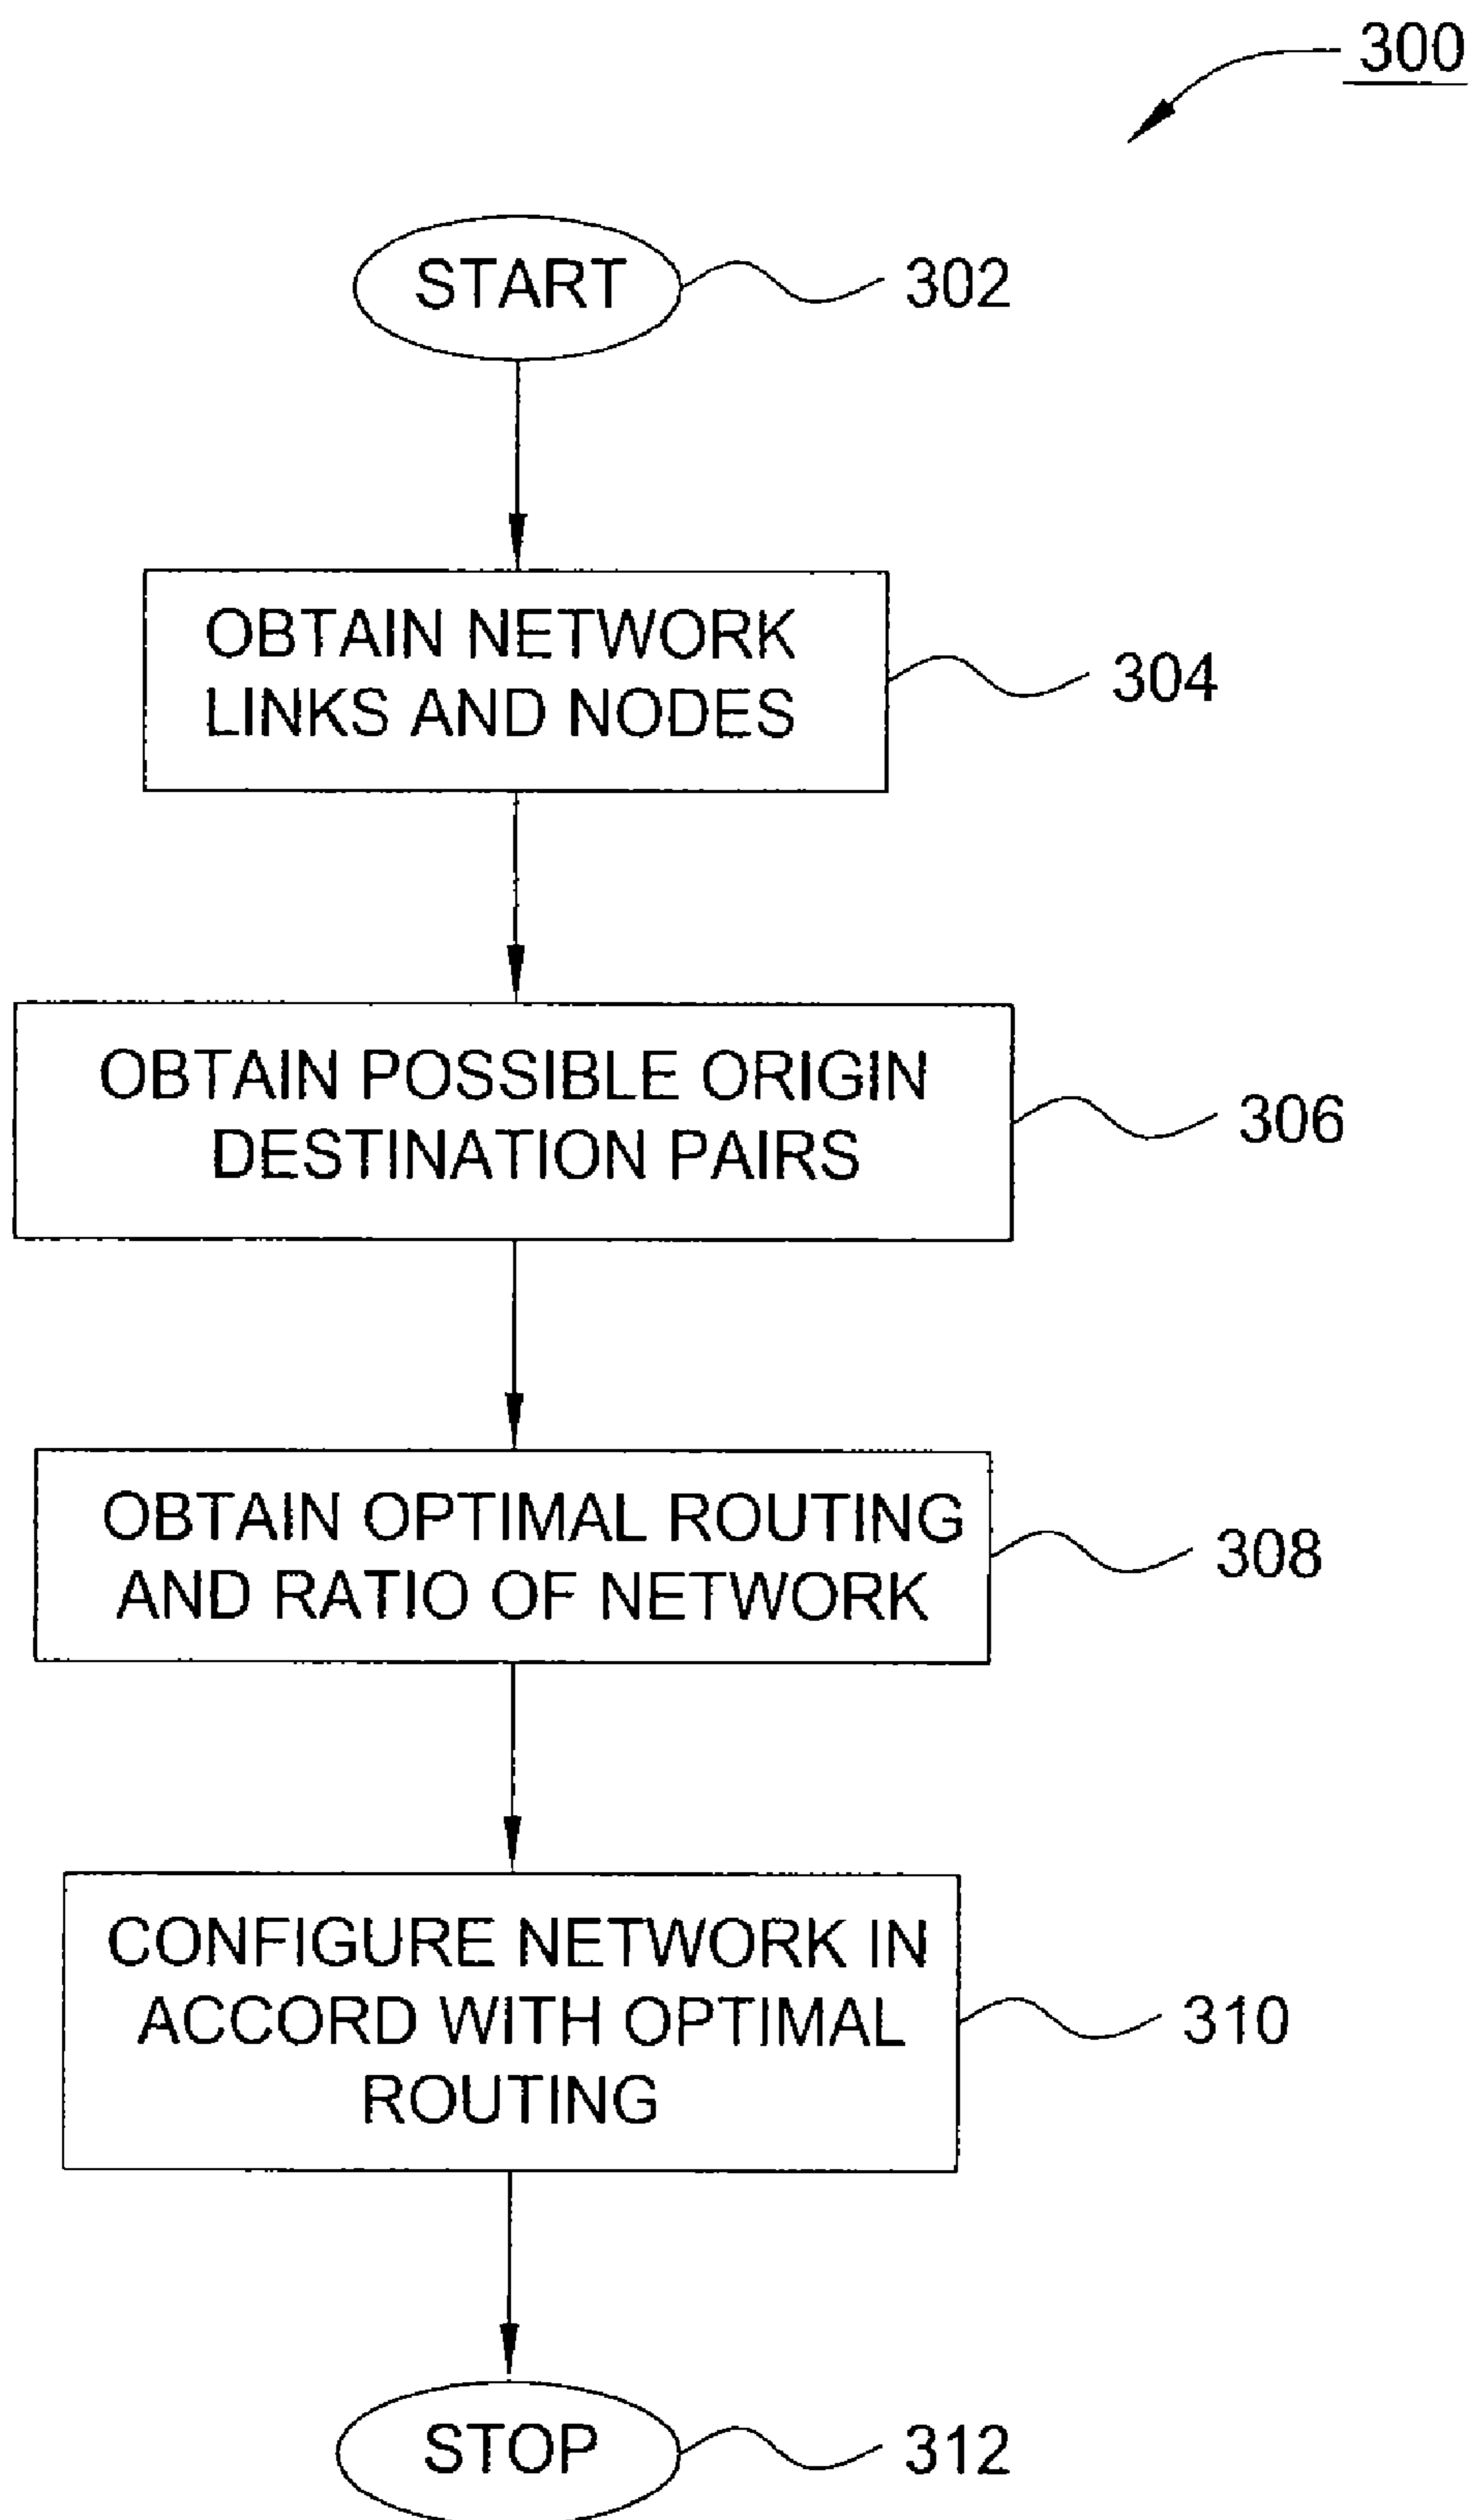 300
START
302
OBTAIN NETWORK
LINKS AND NODES
304
OBTAIN POSSIBLE ORIGIN
DESTINATION PAIRS
306
OBTAIN OPTIMAL ROUTING
AND RATIO OF NETWORK
308
CONFIGURE NETWORK IN
ACCORD WITH OPTIMAL
ROUTING
310
STOP
312